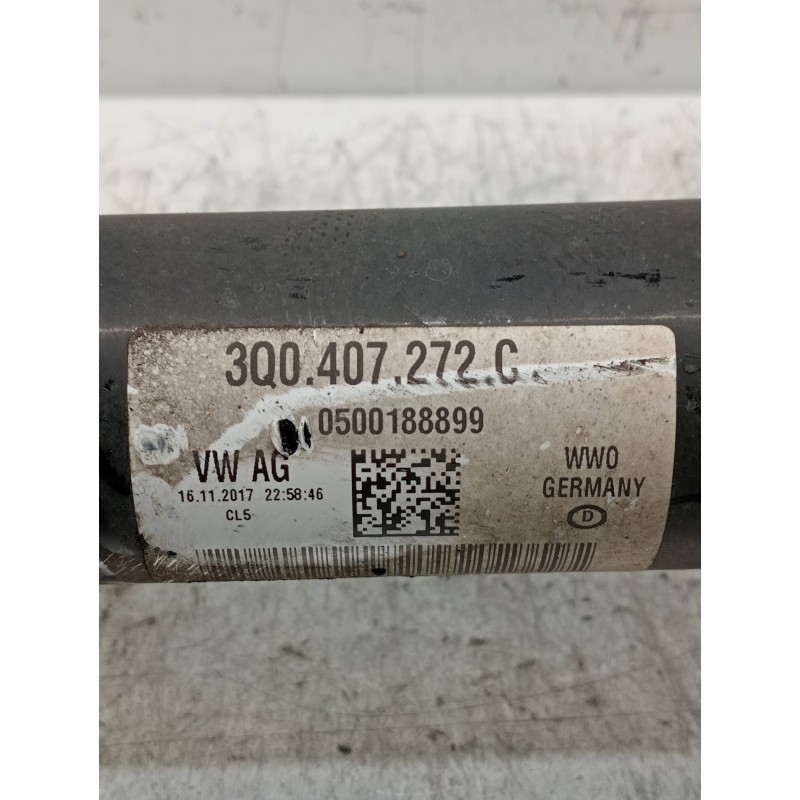 3Q0.407.272.C
0500188899
VW AG
16.11.2017 22:58:46
CL5
WWO
GERMANY
D